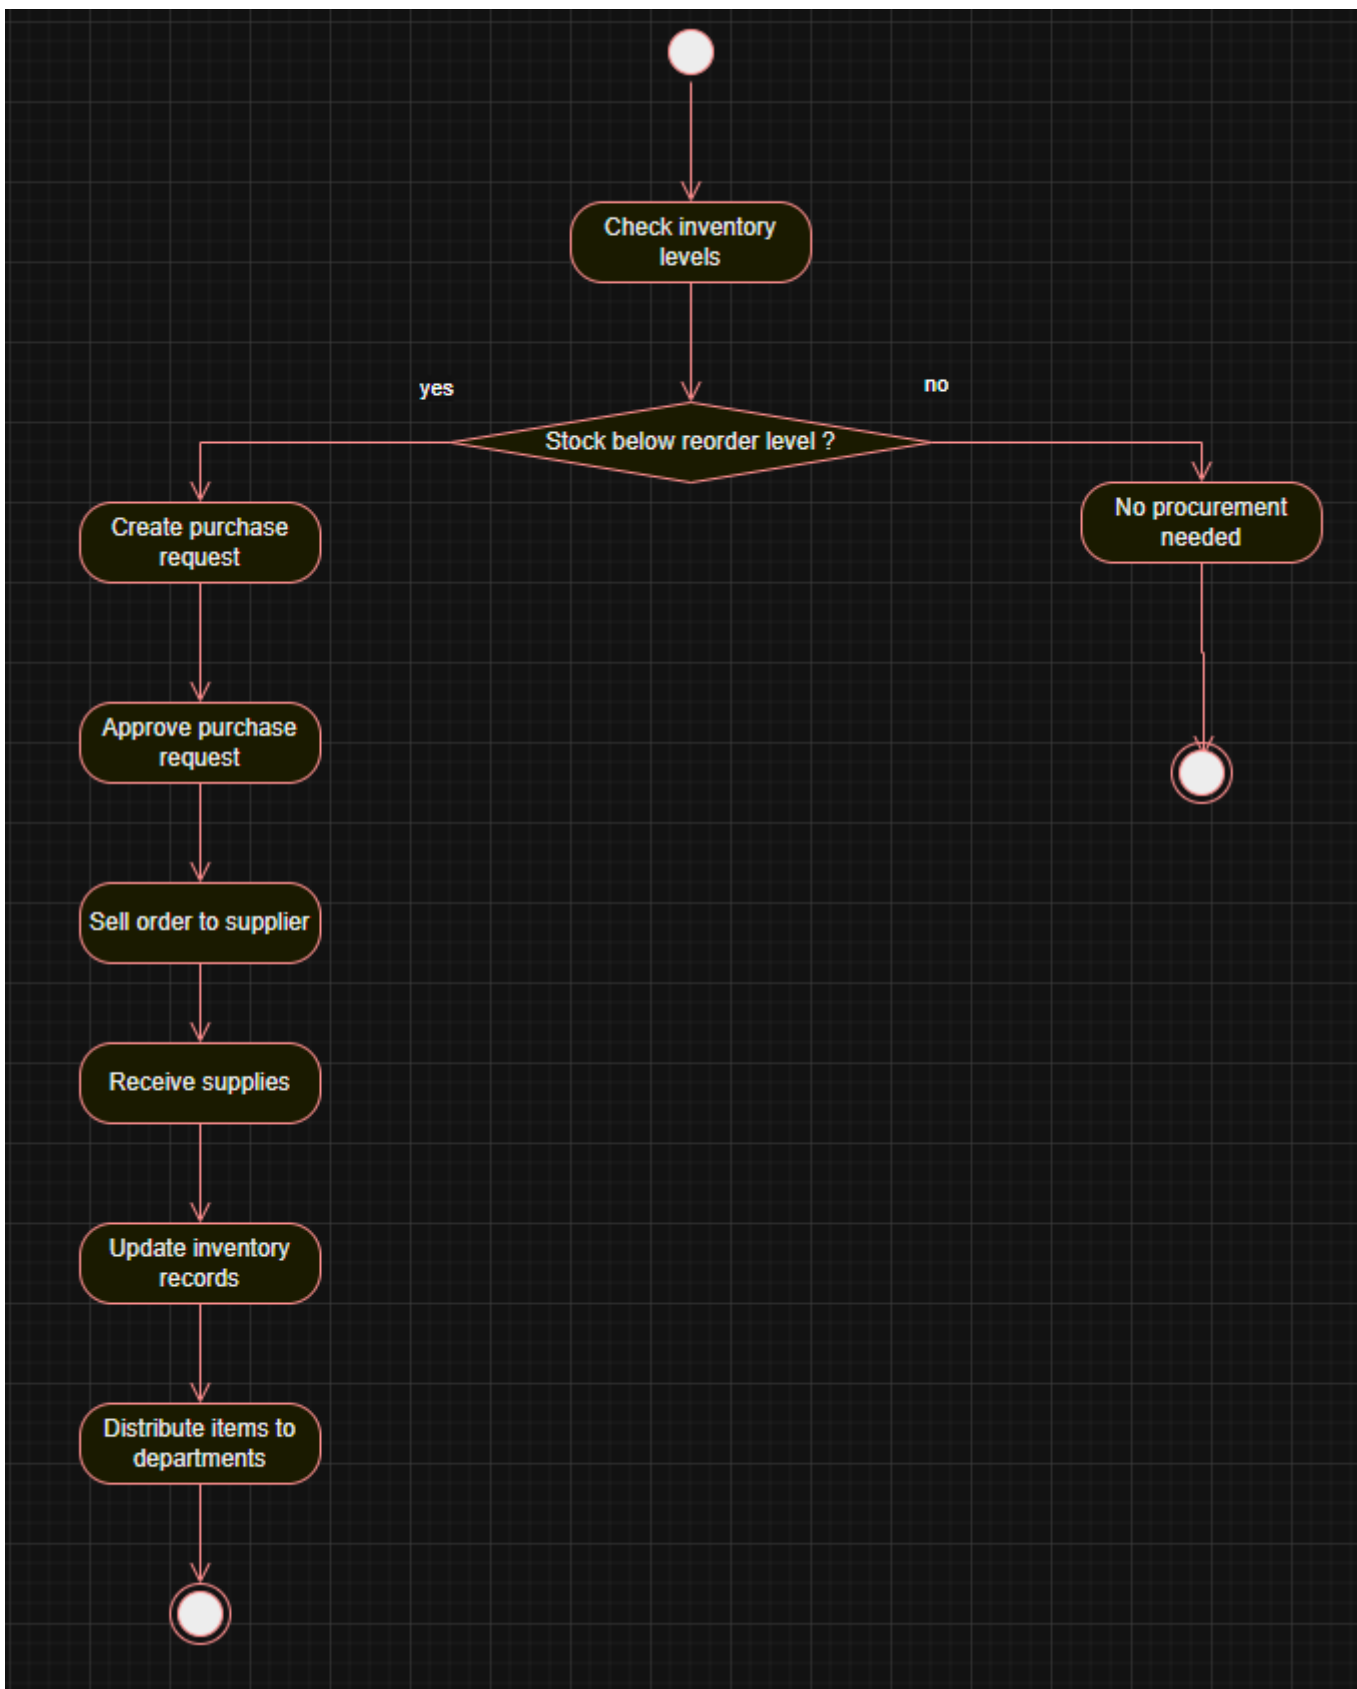 Check inventory
levels
yes
no
Stock below reorder level ?
Create purchase
request
No procurement
needed
Approve purchase
request
Sell order to supplier
Receive supplies
Update inventory
records
Distribute items to
departments